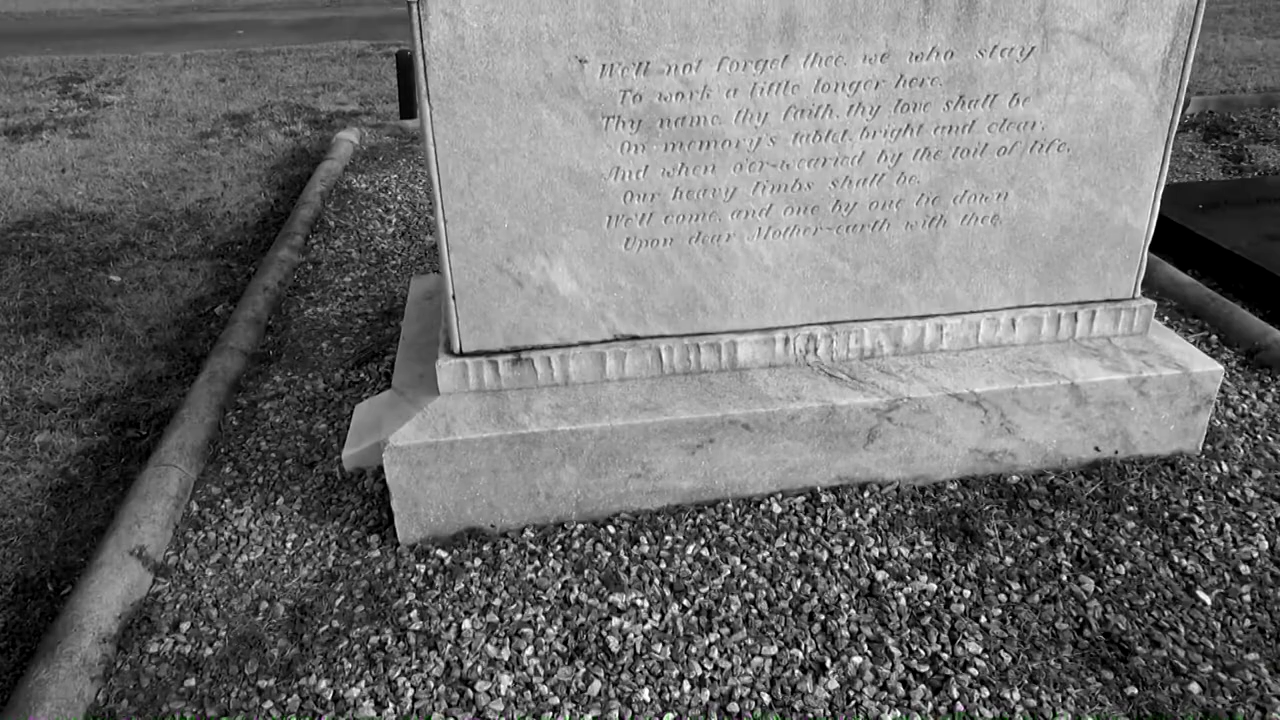 " We'll not forget thee, we who stay
To work a little longer here.
Thy name, thy faith, thy love shall be
On memory's tablet, bright and clear.
And when o'er-wearied by the toil of life,
Our heavy limbs shall be.
We'll come, and one by one lie down
Upon dear Mother-earth with thee.